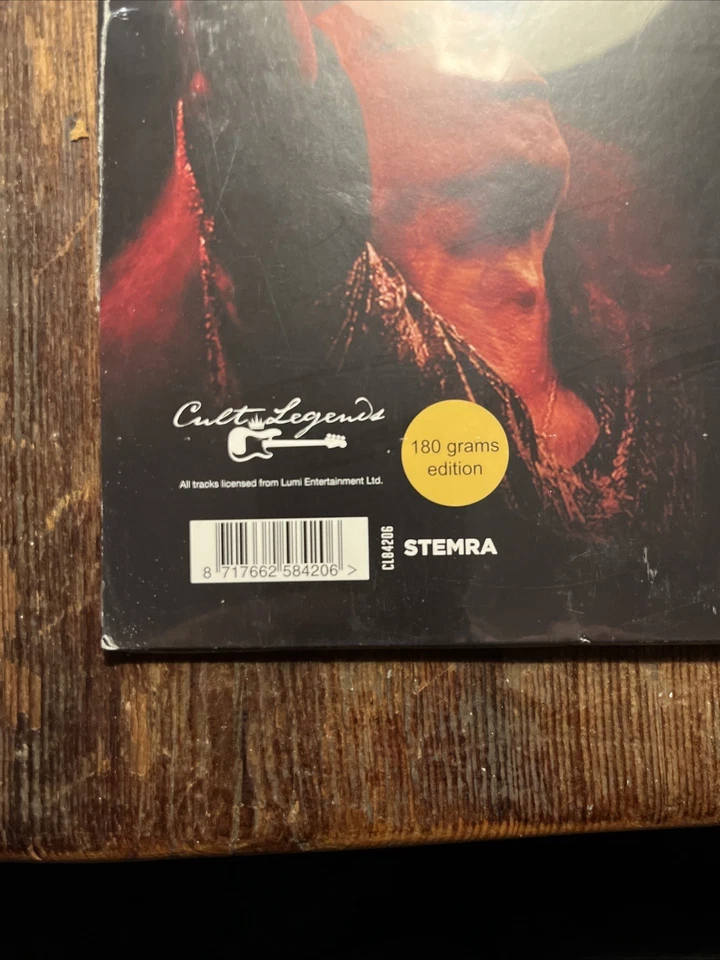 Cult Legends
180 grams
edition
All tracks licensed from Lumi Entertainment Ltd.
8 717662 584206 >
CL84206
STEMRA